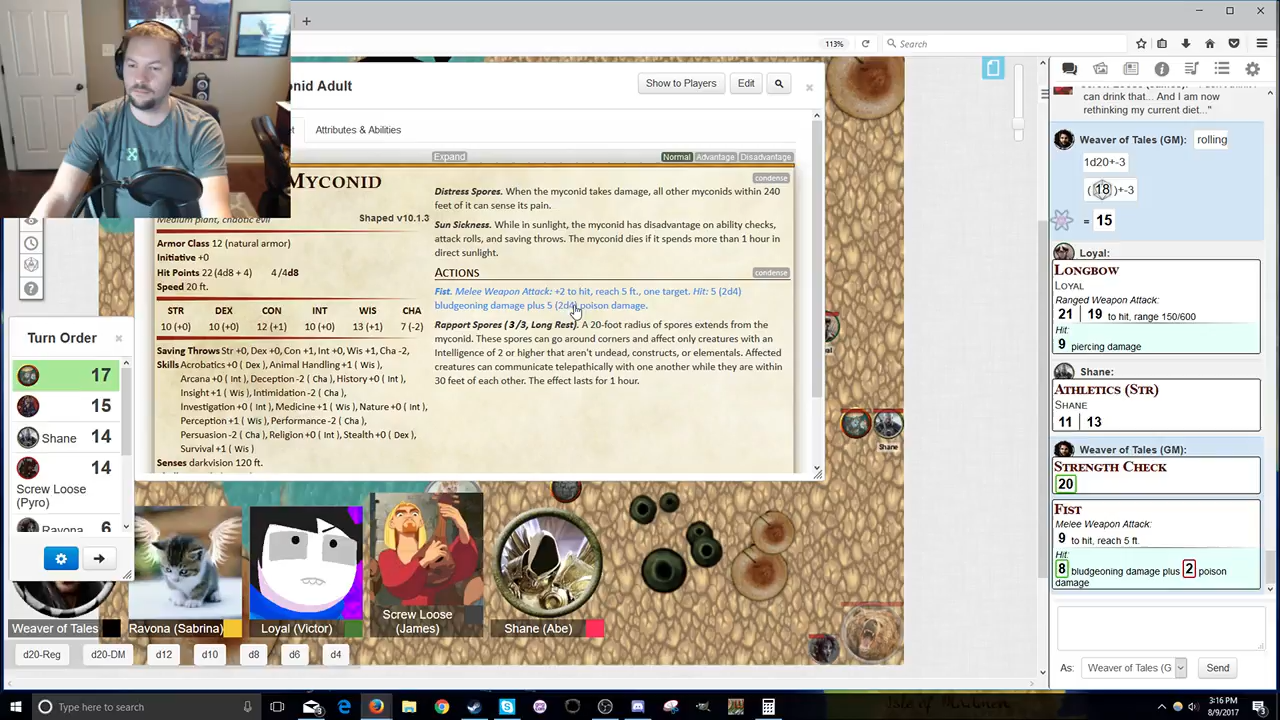 113%
Search
onid Adult
Show to Players
Edit
et
Attributes & Abilities
Expand
Normal
Advantage
Disadvantage
MYCONID
Medium plant, chaotic evil
Shaped v10.1.3
Armor Class 12 (natural armor)
Initiative +0
Hit Points 22 (4d8 + 4) 4 /4d8
Speed 20 ft.
STR DEX CON INT WIS CHA
10 (+0) 10 (+0) 12 (+1) 10 (+0) 13 (+1) 7 (-2)
Saving Throws Str +0, Dex +0, Con +1, Int +0, Wis +1, Cha -2,
Skills Acrobatics +0 ( Dex ), Animal Handling +1 ( Wis ),
Arcana +0 ( Int ), Deception -2 ( Cha ), History +0 ( Int ),
Insight +1 ( Wis ), Intimidation -2 ( Cha ),
Investigation +0 ( Int ), Medicine +1 ( Wis ), Nature +0 ( Int ),
Perception +1 ( Wis ), Performance -2 ( Cha ),
Persuasion -2 ( Cha ), Religion +0 ( Int ), Stealth +0 ( Dex ),
Survival +1 ( Wis )
Senses darkvision 120 ft.
condense
Distress Spores. When the myconid takes damage, all other myconids within 240
feet of it can sense its pain.
Sun Sickness. While in sunlight, the myconid has disadvantage on ability checks,
attack rolls, and saving throws. The myconid dies if it spends more than 1 hour in
direct sunlight.
ACTIONS
condense
Fist. Melee Weapon Attack: +2 to hit, reach 5 ft., one target. Hit: 5 (2d4)
bludgeoning damage plus 5 (2d4) poison damage.
Rapport Spores (3/3, Long Rest). A 20-foot radius of spores extends from the
myconid. These spores can go around corners and affect only creatures with an
Intelligence of 2 or higher that aren't undead, constructs, or elementals. Affected
creatures can communicate telepathically with one another while they are within
30 feet of each other. The effect lasts for 1 hour.
Turn Order
17
15
Shane 14
14
Screw Loose
(Pyro)
Ravona 6
Shane
Weaver of Tales
Ravona (Sabrina)
Loyal (Victor)
Screw Loose
(James)
Shane (Abe)
d20-Reg
d20-DM
d12
d10
d8
d6
d4
can drink that... And I am now
rethinking my current diet..."
Weaver of Tales (GM): rolling
1d20+-3
(18)+-3
= 15
Loyal:
LONGBOW
LOYAL
Ranged Weapon Attack:
21 | 19 to hit, range 150/600
Hit:
9 piercing damage
Shane:
ATHLETICS (STR)
SHANE
11 | 13
Weaver of Tales (GM):
STRENGTH CHECK
20
FIST
Melee Weapon Attack:
9 to hit, reach 5 ft.
Hit:
8 bludgeoning damage plus 2 poison
damage
As: Weaver of Tales (G
Send
Type here to search
3:16 PM
8/9/2017